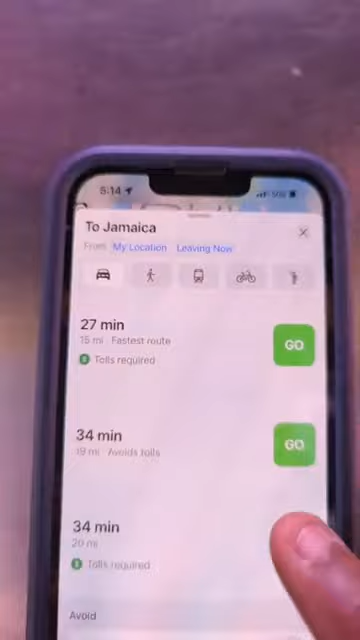 5:14
To Jamaica
From My Location Leaving Now
27 min
15 mi · Fastest route
Tolls required
GO
34 min
19 mi · Avoids tolls
GO
34 min
20 mi
Tolls required
Avoid